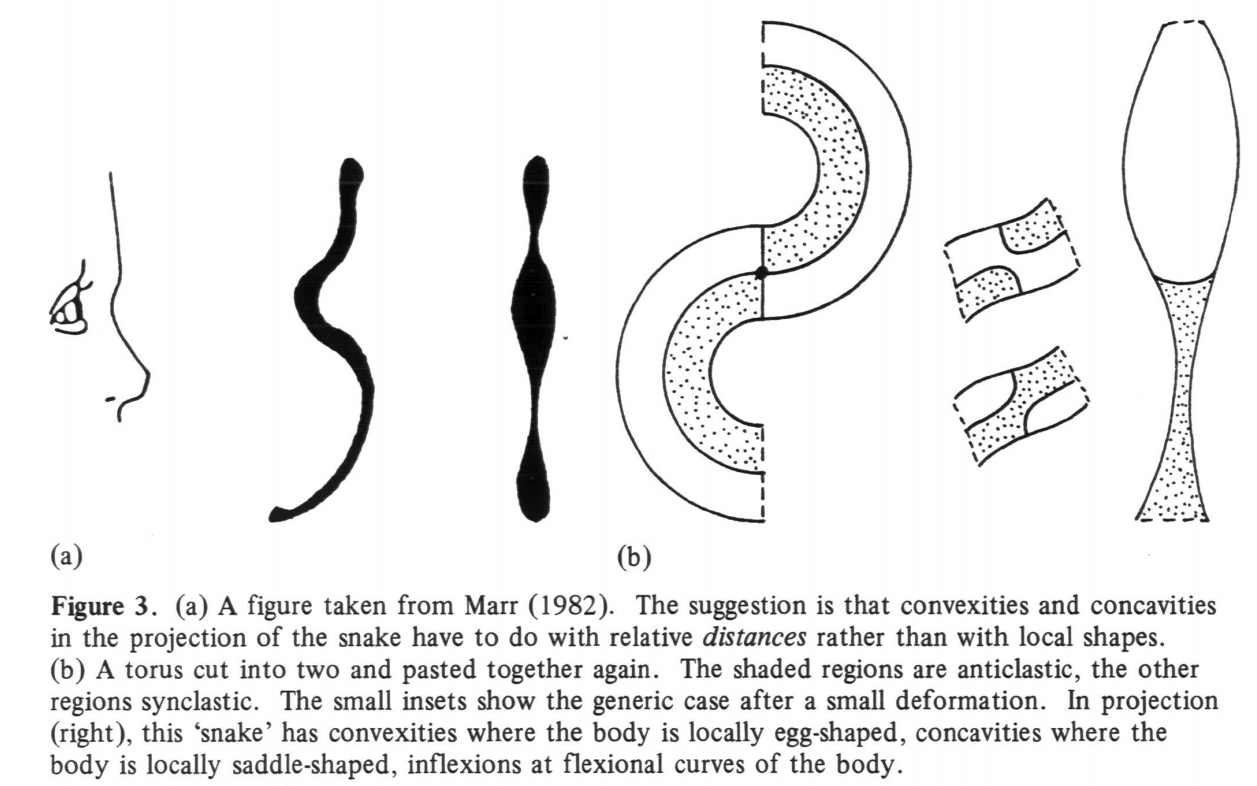 (a)
(b)
Figure 3. (a) A figure taken from Marr (1982). The suggestion is that convexities and concavities
in the projection of the snake have to do with relative distances rather than with local shapes.
(b) A torus cut into two and pasted together again. The shaded regions are anticlastic, the other
regions synclastic. The small insets show the generic case after a small deformation. In projection
(right), this ‘snake’ has convexities where the body is locally egg-shaped, concavities where the
body is locally saddle-shaped, inflexions at flexional curves of the body.